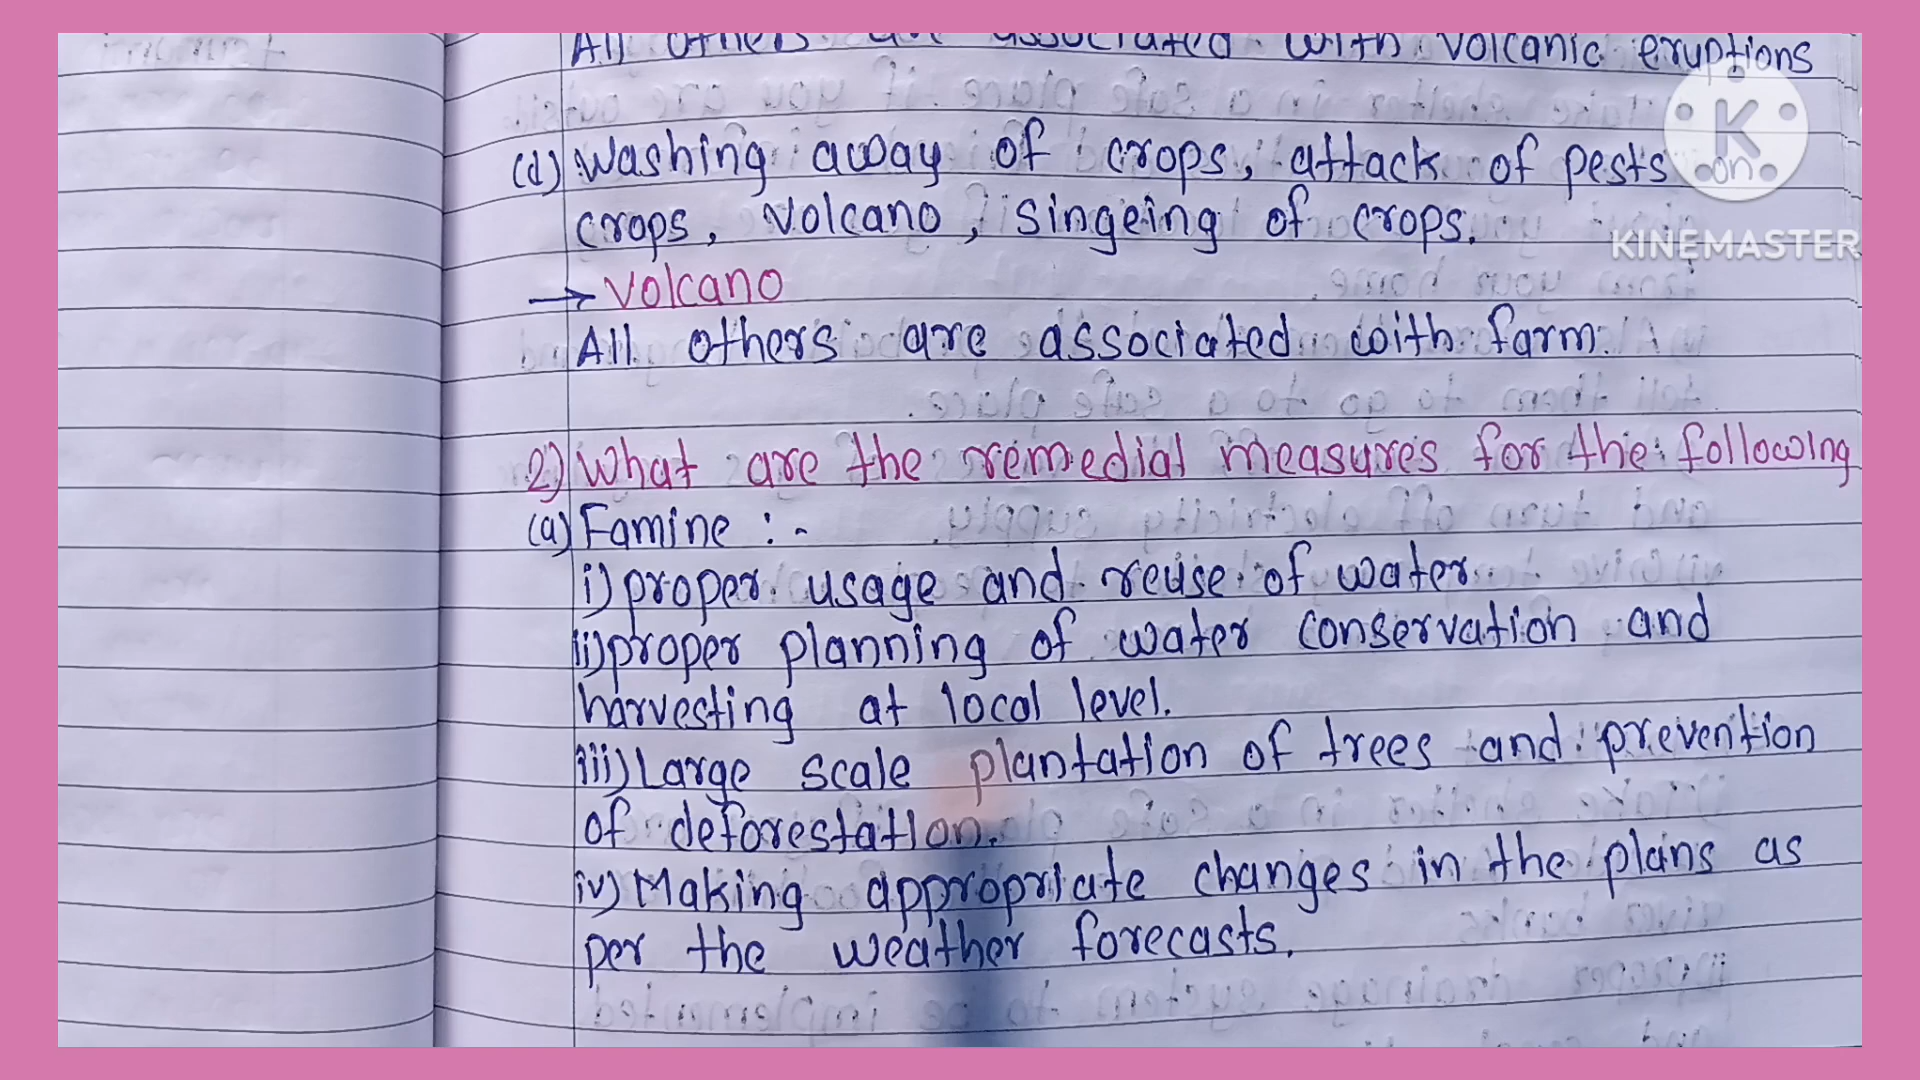 All others are associated with volcanic eruptions
(d) Washing away of crops, attack of pests on
crops, Volcano, Singeing of crops.
→ Volcano
All others are associated with farm.
2) What are the remedial measures for the following
(a) Famine :-
i) proper usage and reuse of water.
ii) proper planning of water conservation and
harvesting at local level.
iii) Large scale plantation of trees and prevention
of deforestation.
iv) Making appropriate changes in the plans as
per the weather forecasts.
K
KINEMASTER